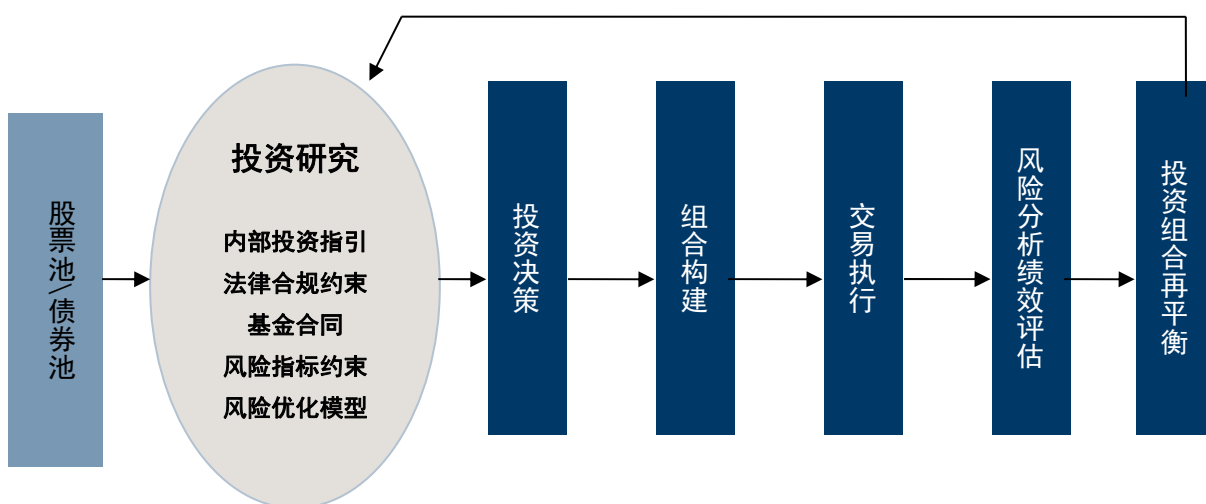 股票池/债券池
投资研究
内部投资指引
法律合规约束
基金合同
风险指标约束
风险优化模型
投资决策
组合构建
交易执行
风险分析绩效评估
投资组合再平衡